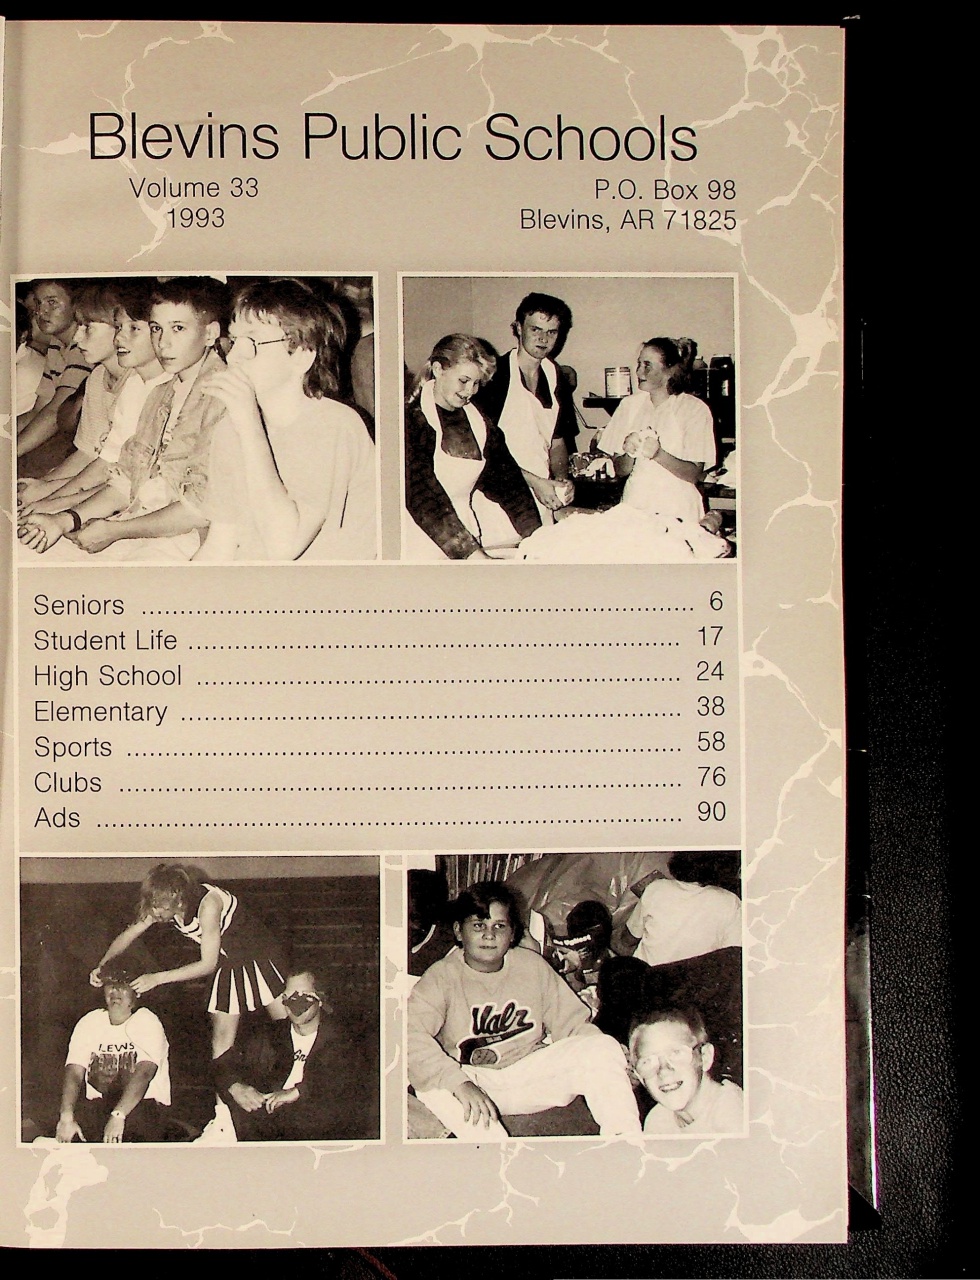 Blevins Public Schools
Volume 33
1993
P.O. Box 98
Blevins, AR 71825
Seniors ........................................ 6
Student Life ........................................ 17
High School ........................................ 24
Elementary ........................................ 38
Sports ........................................ 58
Clubs ........................................ 76
Ads ........................................ 90